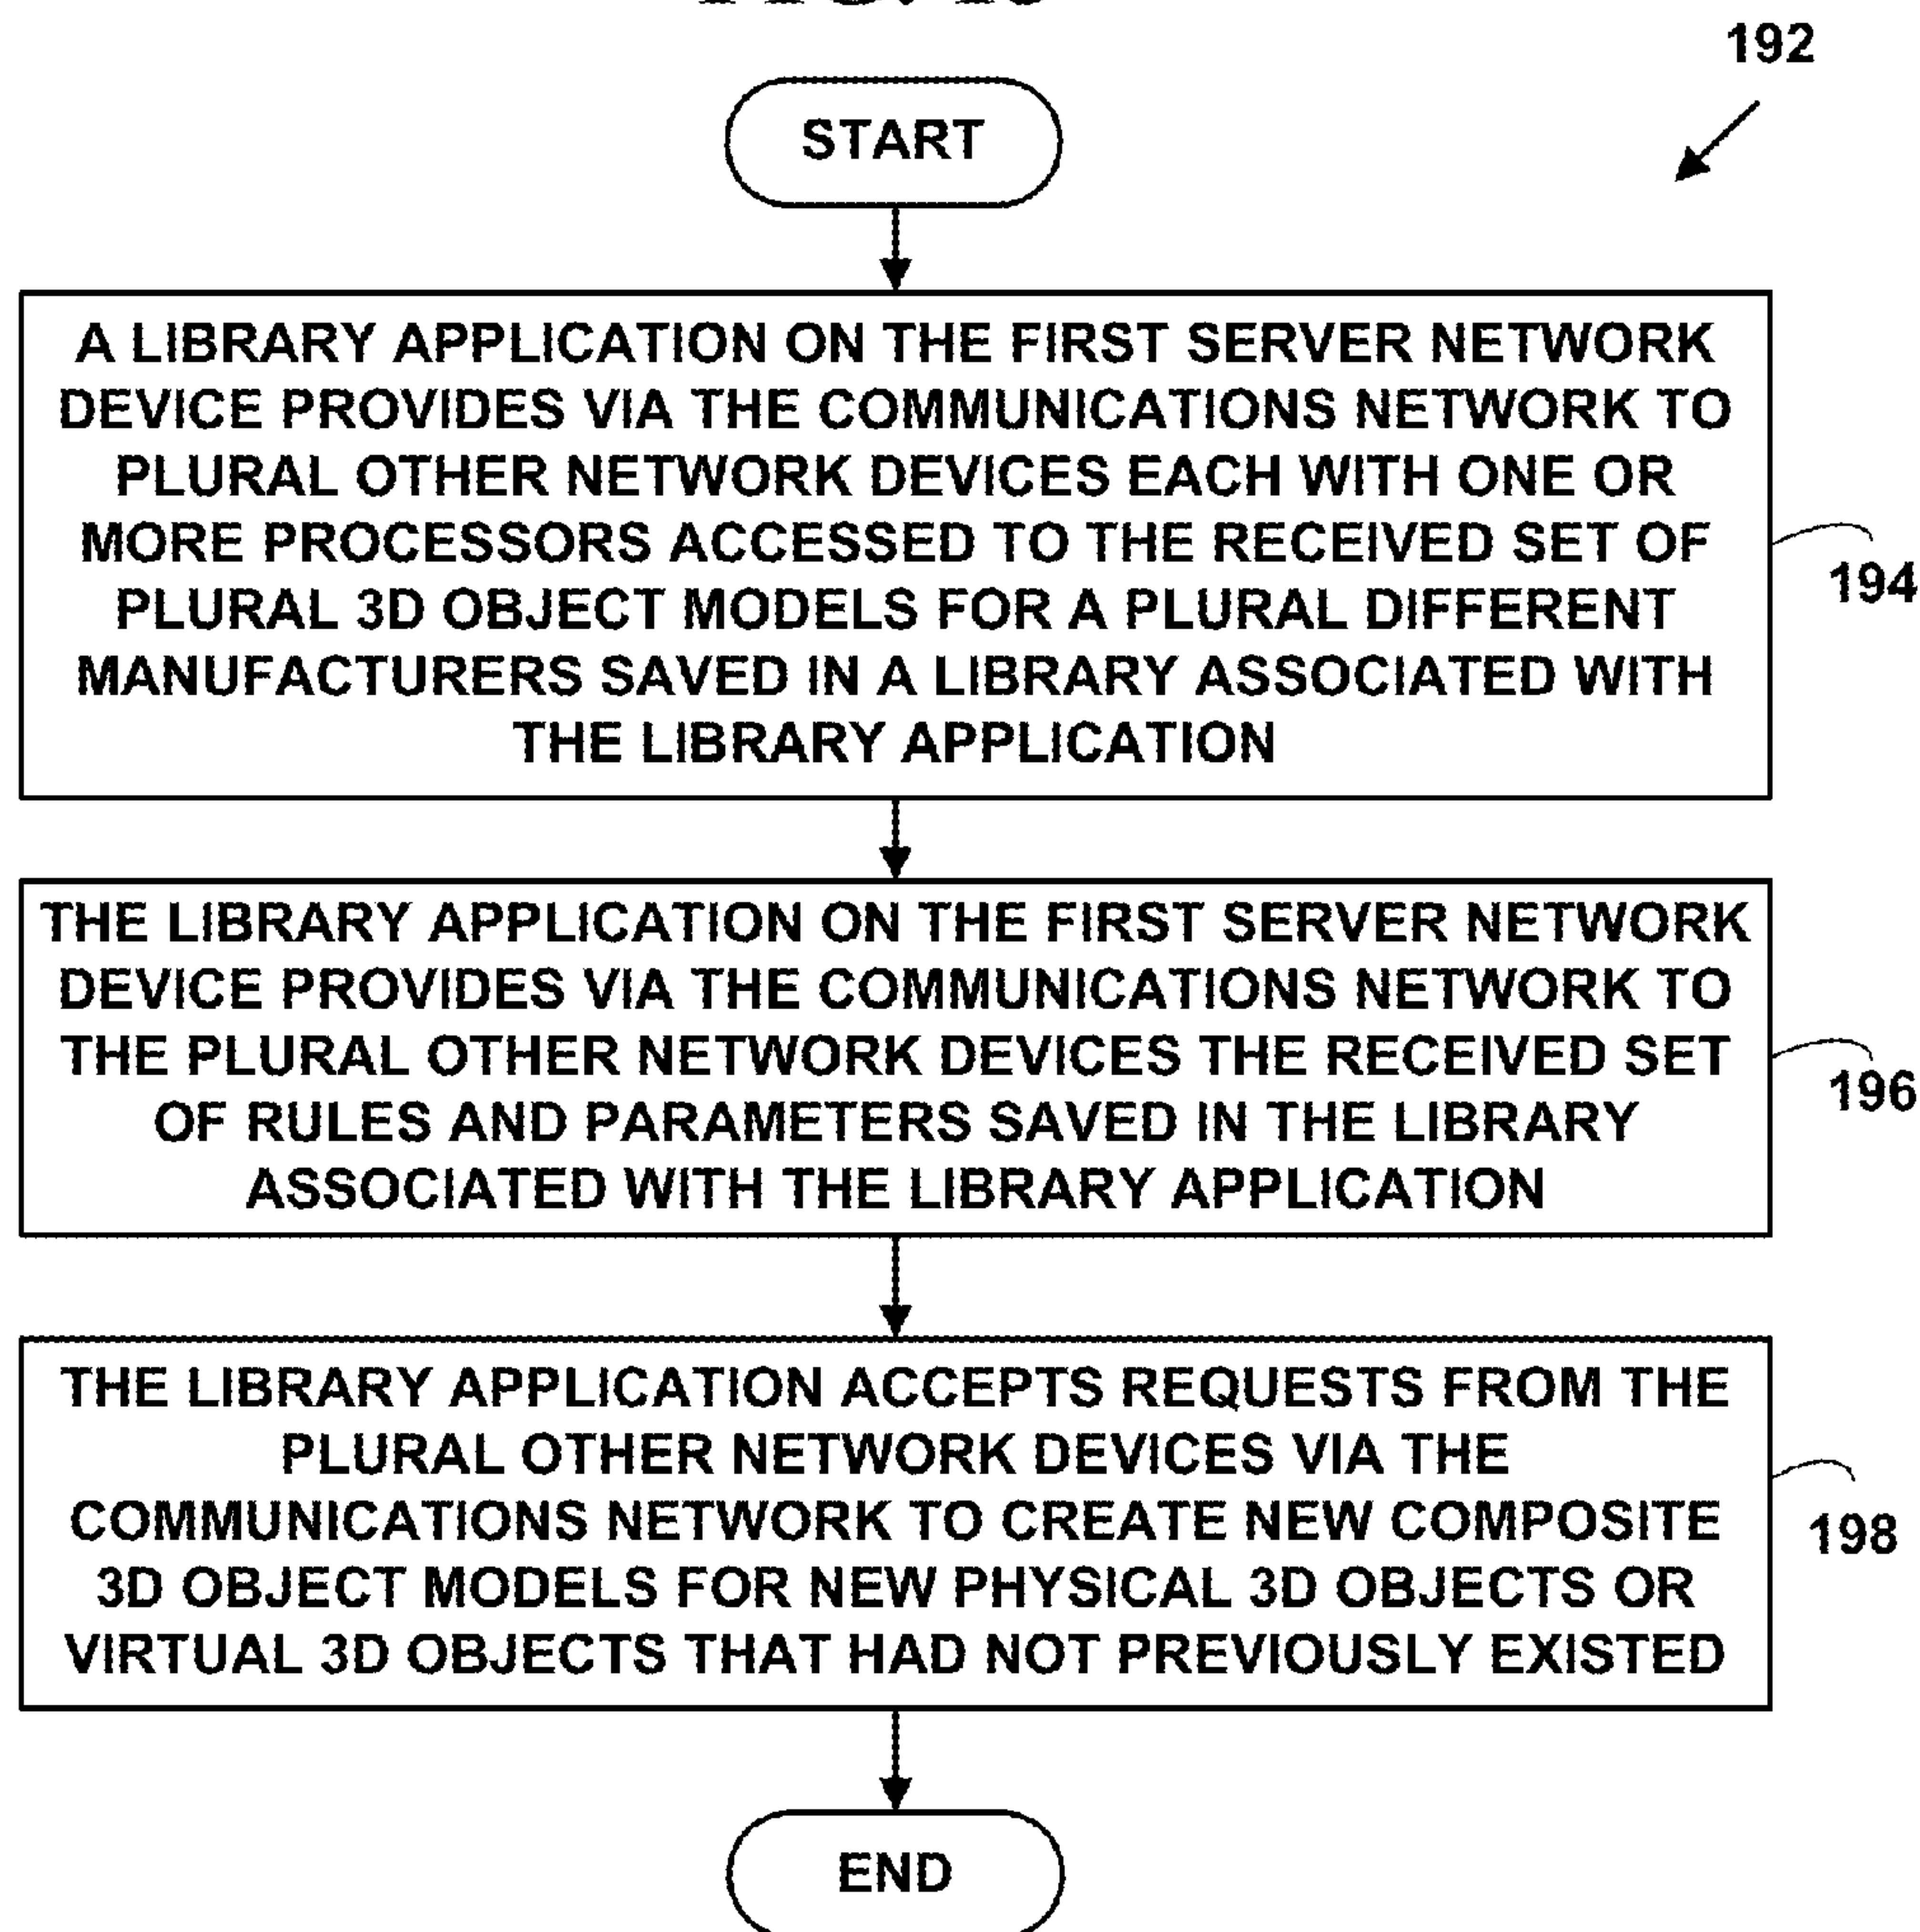 192
START
A LIBRARY APPLICATION ON THE FIRST SERVER NETWORK
DEVICE PROVIDES VIA THE COMMUNICATIONS NETWORK TO
PLURAL OTHER NETWORK DEVICES EACH WITH ONE OR
MORE PROCESSORS ACCESSED TO THE RECEIVED SET OF
PLURAL 3D OBJECT MODELS FOR A PLURAL DIFFERENT
MANUFACTURERS SAVED IN A LIBRARY ASSOCIATED WITH
THE LIBRARY APPLICATION
194
THE LIBRARY APPLICATION ON THE FIRST SERVER NETWORK
DEVICE PROVIDES VIA THE COMMUNICATIONS NETWORK TO
THE PLURAL OTHER NETWORK DEVICES THE RECEIVED SET
OF RULES AND PARAMETERS SAVED IN THE LIBRARY
ASSOCIATED WITH THE LIBRARY APPLICATION
196
THE LIBRARY APPLICATION ACCEPTS REQUESTS FROM THE
PLURAL OTHER NETWORK DEVICES VIA THE
COMMUNICATIONS NETWORK TO CREATE NEW COMPOSITE
3D OBJECT MODELS FOR NEW PHYSICAL 3D OBJECTS OR
VIRTUAL 3D OBJECTS THAT HAD NOT PREVIOUSLY EXISTED
198
END